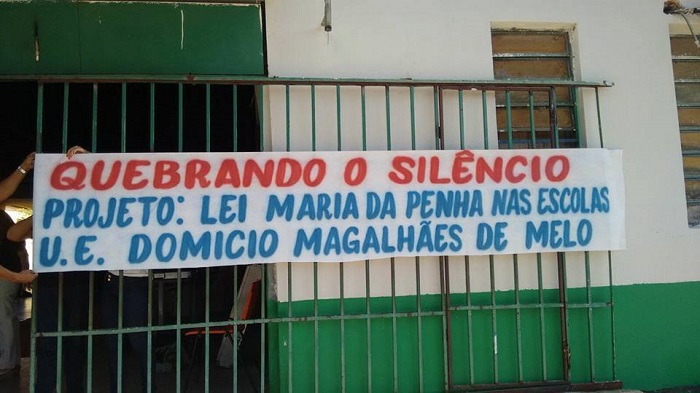 QUEBRANDO O SILÊNCIO
PROJETO: LEI MARIA DA PENHA NAS ESCOLAS
U.E. DOMICIO MAGALHÃES DE MELO